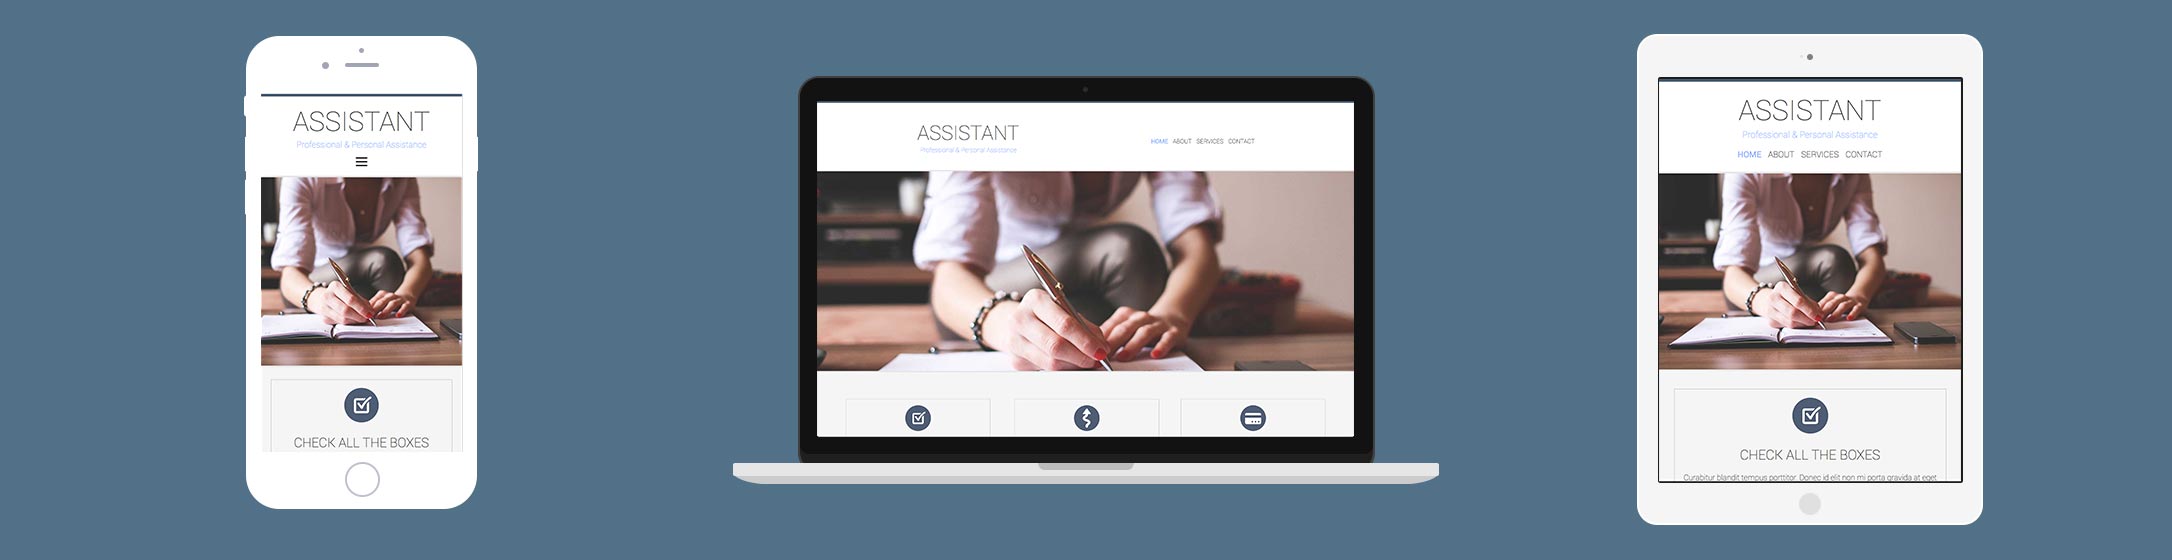 ASSISTANT
Professional & Personal Assistance
CHECK ALL THE BOXES
ASSISTANT
Professional & Personal Assistance
HOME ABOUT SERVICES CONTACT
ASSISTANT
Professional & Personal Assistance
HOME ABOUT SERVICES CONTACT
CHECK ALL THE BOXES
Curabitur blandit tempus porttitor. Donec id elit non mi porta gravida at eget